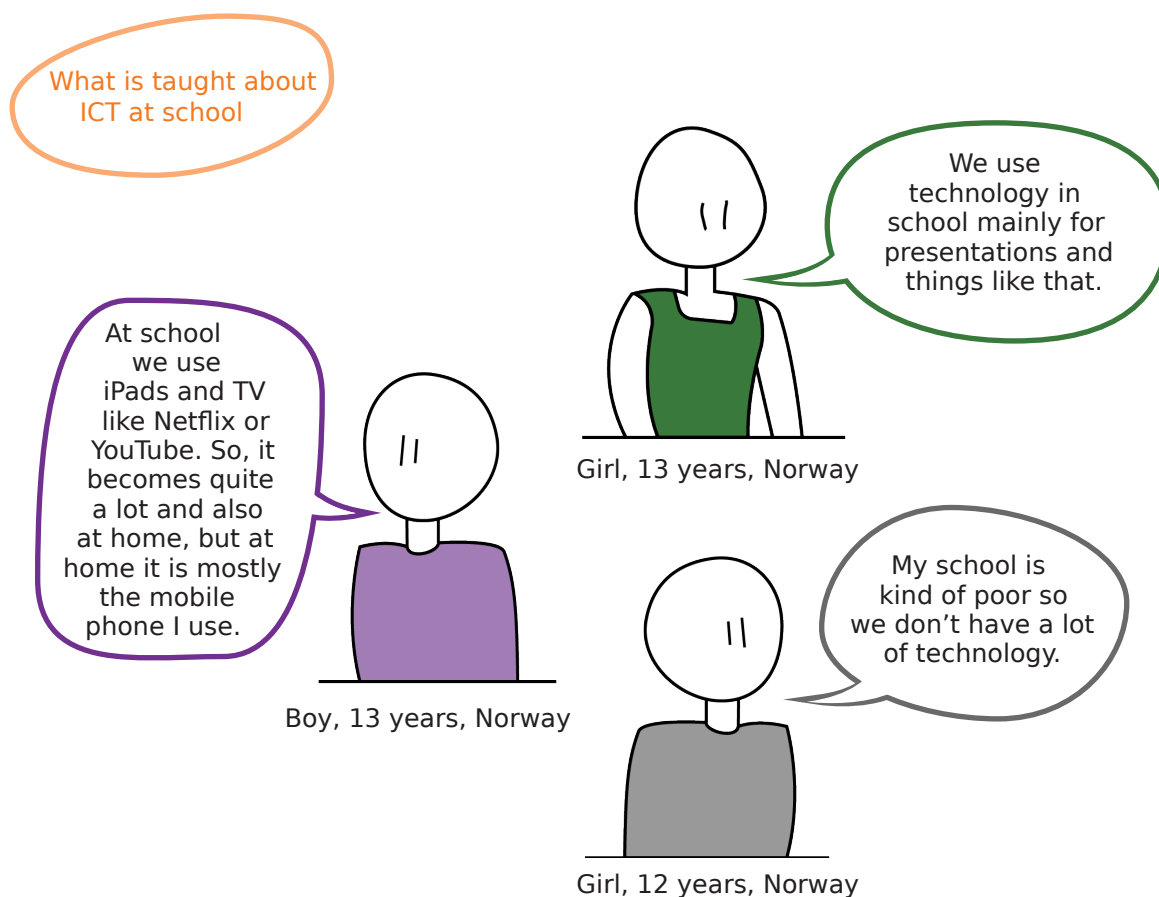 What is taught about
ICT at school
We use
technology in
school mainly for
presentations and
things like that.
Girl, 13 years, Norway
At school
we use
iPads and TV
like Netflix or
YouTube. So, it
becomes quite
a lot and also
at home, but at
home it is mostly
the mobile
phone I use.
Boy, 13 years, Norway
My school is
kind of poor so
we don’t have a lot
of technology.
Girl, 12 years, Norway